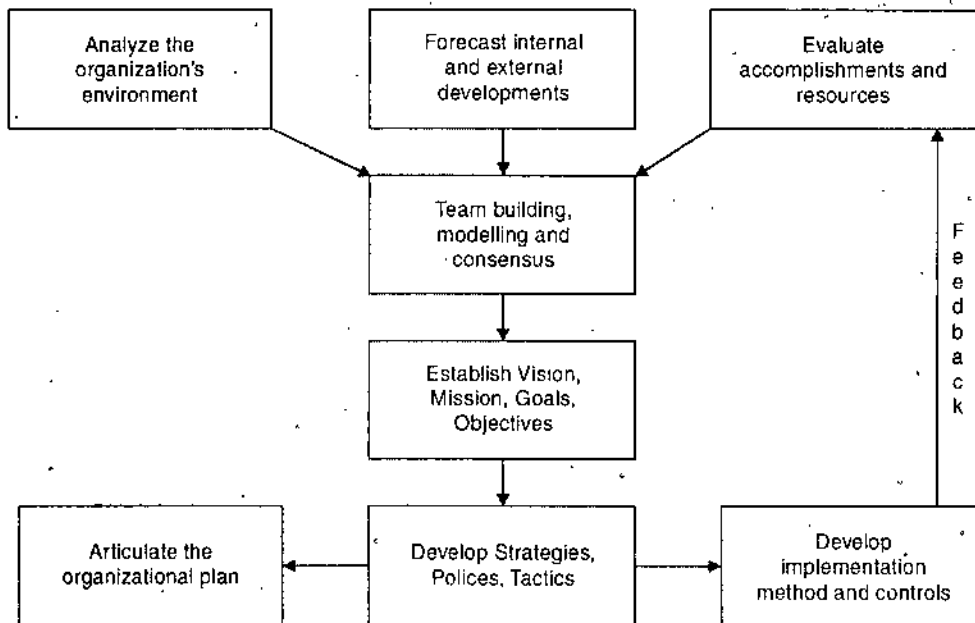 Analyze the
organization's
environment
Forecast internal
and external
developments
Evaluate
accomplishments and
resources
Team building,
modelling and
consensus
Feedback
Establish Vision,
Mission, Goals,
Objectives
Articulate the
organizational plan
Develop Strategies,
Polices, Tactics
Develop
implementation
method and controls